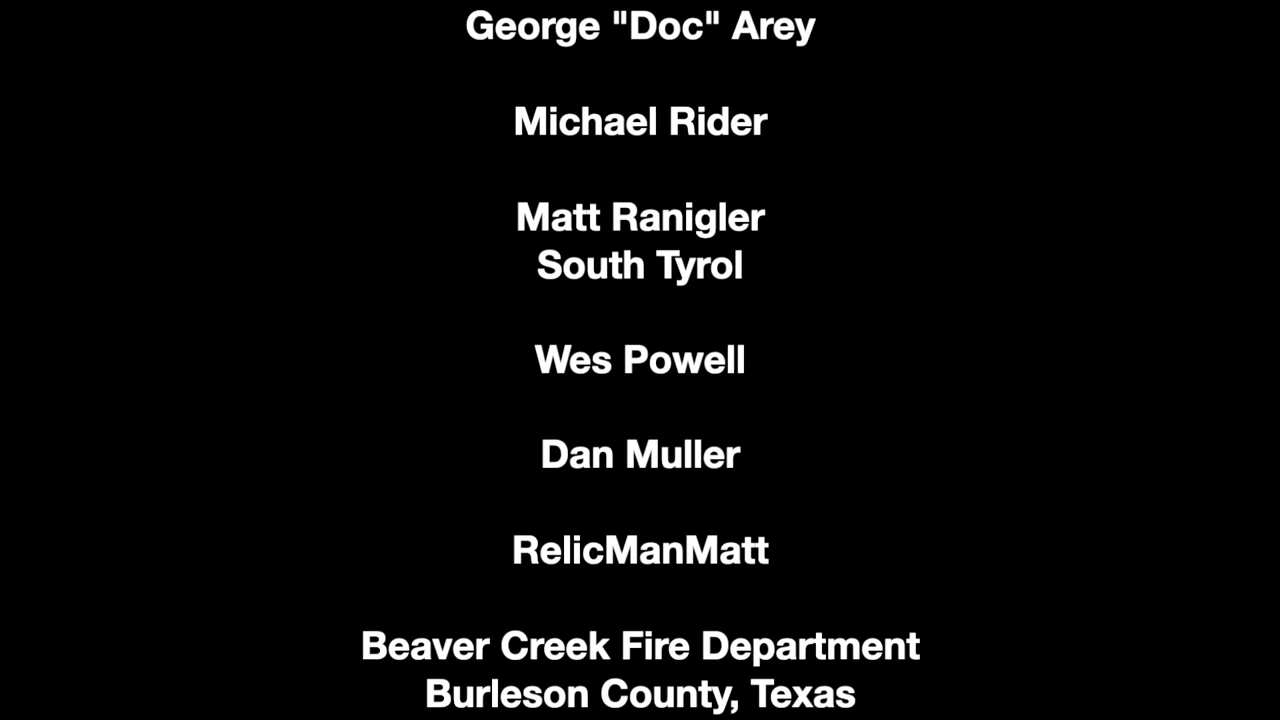 George "Doc" Arey
Michael Rider
Matt Ranigler
South Tyrol
Wes Powell
Dan Muller
RelicManMatt
Beaver Creek Fire Department
Burleson County, Texas